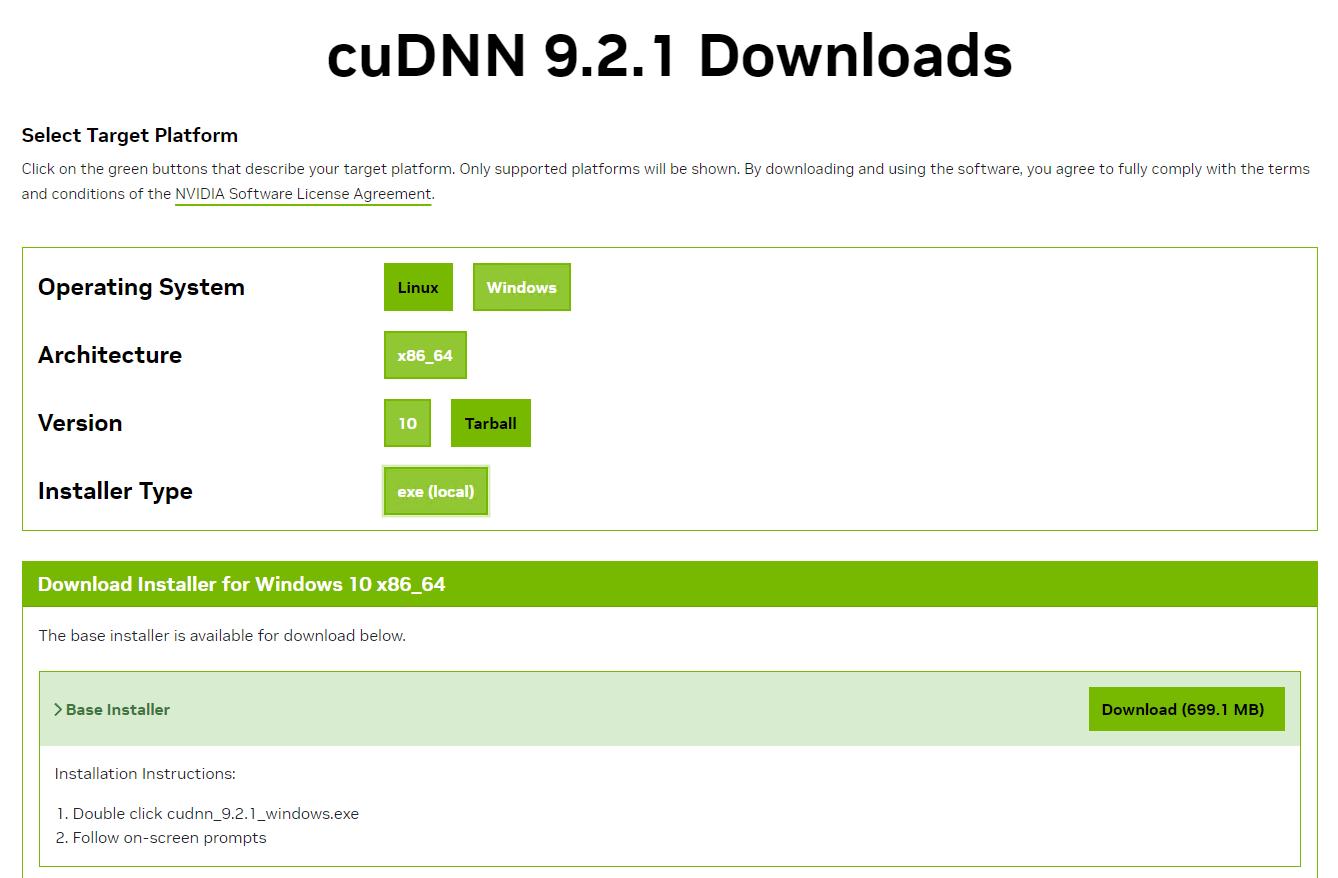 cuDNN 9.2.1 Downloads
Select Target Platform
Click on the green buttons that describe your target platform. Only supported platforms will be shown. By downloading and using the software, you agree to fully comply with the terms
and conditions of the NVIDIA Software License Agreement.
Operating System Linux Windows
Architecture x86_64
Version 10 Tarball
Installer Type exe (local)
Download Installer for Windows 10 x86_64
The base installer is available for download below.
Base Installer Download (699.1 MB)
Installation Instructions:
1. Double click cudnn_9.2.1_windows.exe
2. Follow on-screen prompts